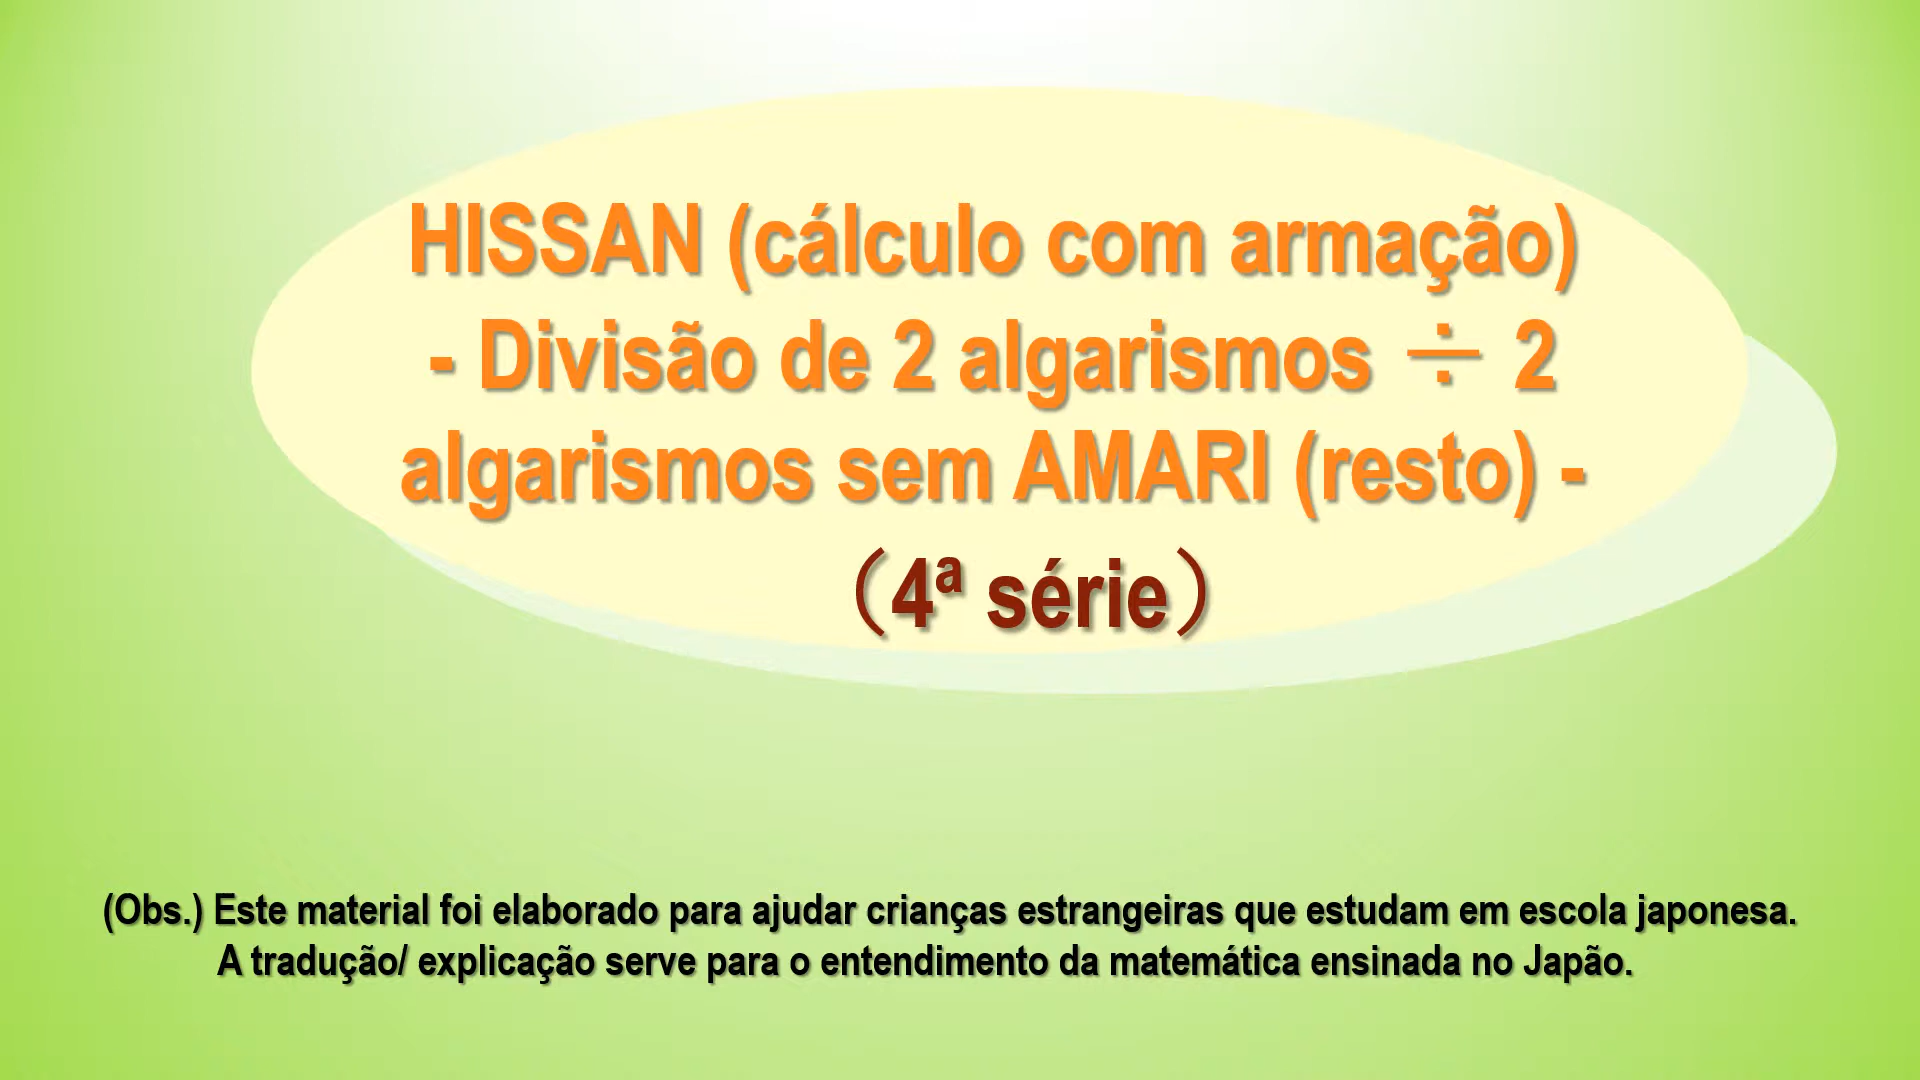 HISSAN (cálculo com armação)
- Divisão de 2 algarismos ÷ 2
algarismos sem AMARI (resto) -
（4ª série）
(Obs.) Este material foi elaborado para ajudar crianças estrangeiras que estudam em escola japonesa.
A tradução/ explicação serve para o entendimento da matemática ensinada no Japão.